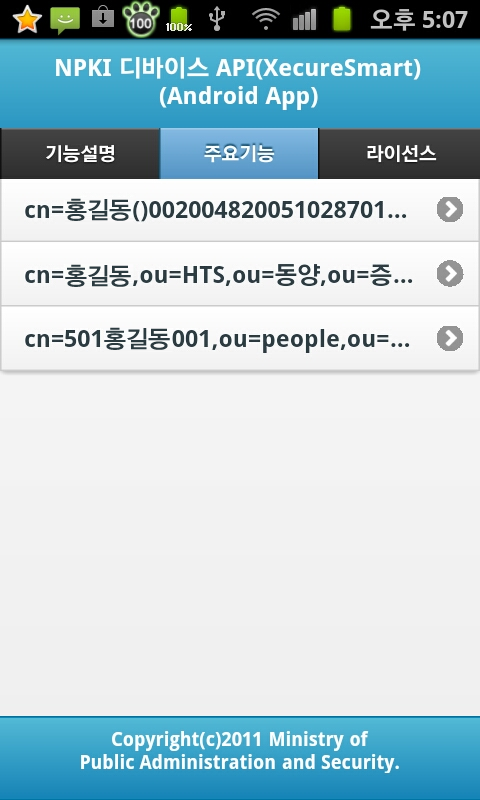 100
100%
오후 5:07
NPKI 디바이스 API(XecureSmart)
(Android App)
기능설명
주요기능
라이선스
cn=홍길동()002004820051028701...
cn=홍길동,ou=HTS,ou=동양,ou=증...
cn=501홍길동001,ou=people,ou=...
Copyright(c)2011 Ministry of
Public Administration and Security.